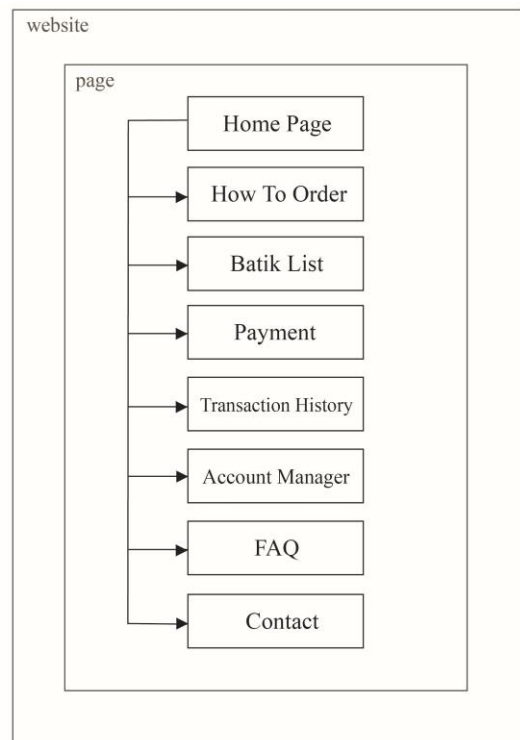 website
page
Home Page
How To Order
Batik List
Payment
Transaction History
Account Manager
FAQ
Contact